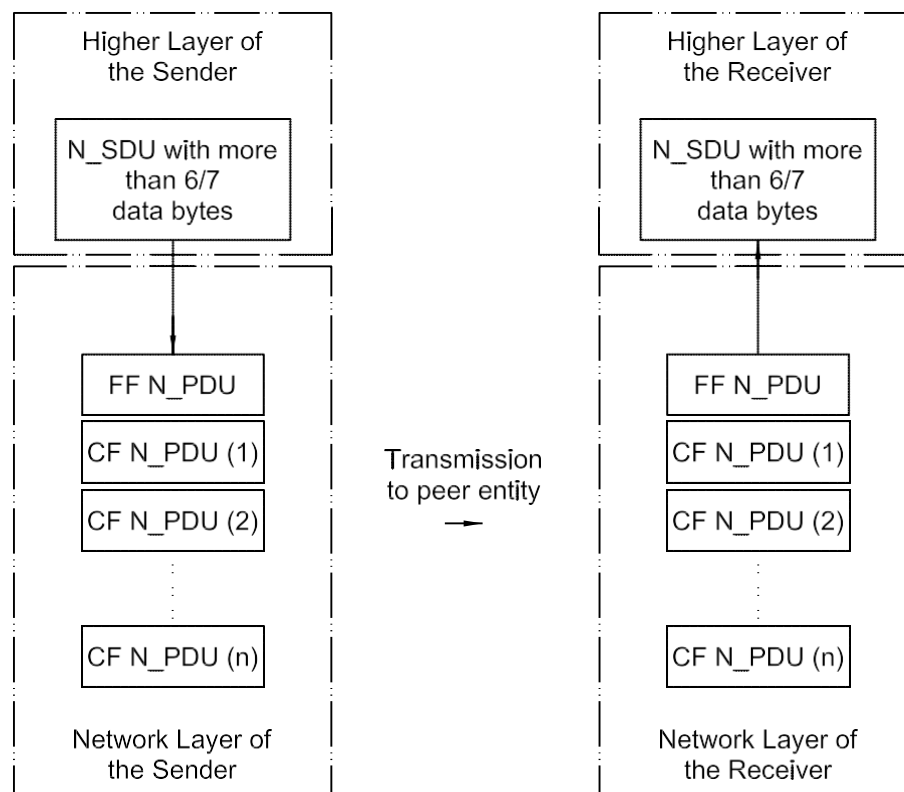 Higher Layer of
the Sender
N_SDU with more
than 6/7
data bytes
FF N_PDU
CF N_PDU (1)
CF N_PDU (2)
CF N_PDU (n)
Network Layer of
the Sender
Transmission
to peer entity
Higher Layer of
the Receiver
N_SDU with more
than 6/7
data bytes
FF N_PDU
CF N_PDU (1)
CF N_PDU (2)
CF N_PDU (n)
Network Layer of
the Receiver